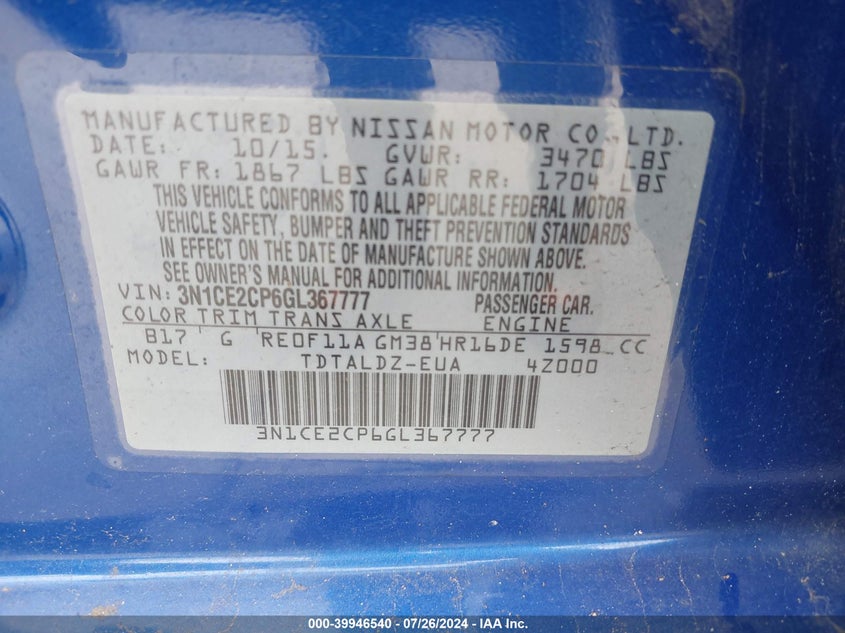 MANUFACTURED BY NISSAN MOTOR CO.,LTD.
DATE: 10/15. GVWR: 3470 LBS
GAWR FR: 1867 LBS GAWR RR: 1704 LBS
THIS VEHICLE CONFORMS TO ALL APPLICABLE FEDERAL MOTOR
VEHICLE SAFETY, BUMPER AND THEFT PREVENTION STANDARDS
IN EFFECT ON THE DATE OF MANUFACTURE SHOWN ABOVE.
SEE OWNER'S MANUAL FOR ADDITIONAL INFORMATION.
VIN: 3N1CE2CP6GL367777 PASSENGER CAR.
COLOR TRIM TRANS AXLE ENGINE
B17 G RE0F11A GM38 HR16DE 1598 CC
MODEL: TDTALDZ-EUA 4Z000
3N1CE2CP6GL367777
000-39946540 - 07/26/2024 - IAA Inc.